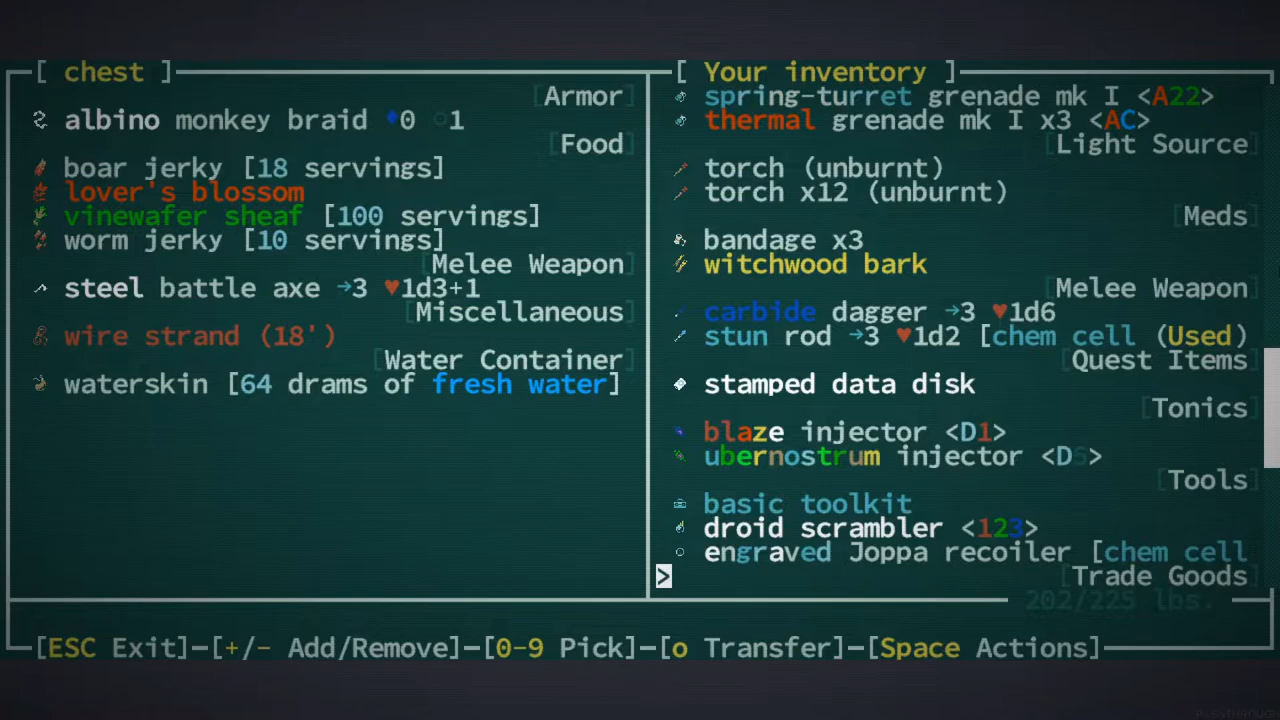 [ chest ]
[Armor]
albino monkey braid ♦0 ○1
[Food]
boar jerky [18 servings]
lover's blossom
vinewafer sheaf [100 servings]
worm jerky [10 servings]
[Melee Weapon]
steel battle axe →3 ♥1d3+1
[Miscellaneous]
wire strand (18')
[Water Container]
waterskin [64 drams of fresh water]
[ Your inventory ]
spring-turret grenade mk I <A22>
thermal grenade mk I x3 <AC>
[Light Source]
torch (unburnt)
torch x12 (unburnt)
[Meds]
bandage x3
witchwood bark
[Melee Weapon]
carbide dagger →3 ♥1d6
stun rod →3 ♥1d2 [chem cell (Used)
[Quest Items]
stamped data disk
[Tonics]
blaze injector <D1>
ubernostrum injector <D5>
[Tools]
basic toolkit
droid scrambler <123>
engraved Joppa recoiler [chem cell
>
[Trade Goods]
202/225 lbs.
[ESC Exit]-[+/- Add/Remove]-[0-9 Pick]-[o Transfer]-[Space Actions]